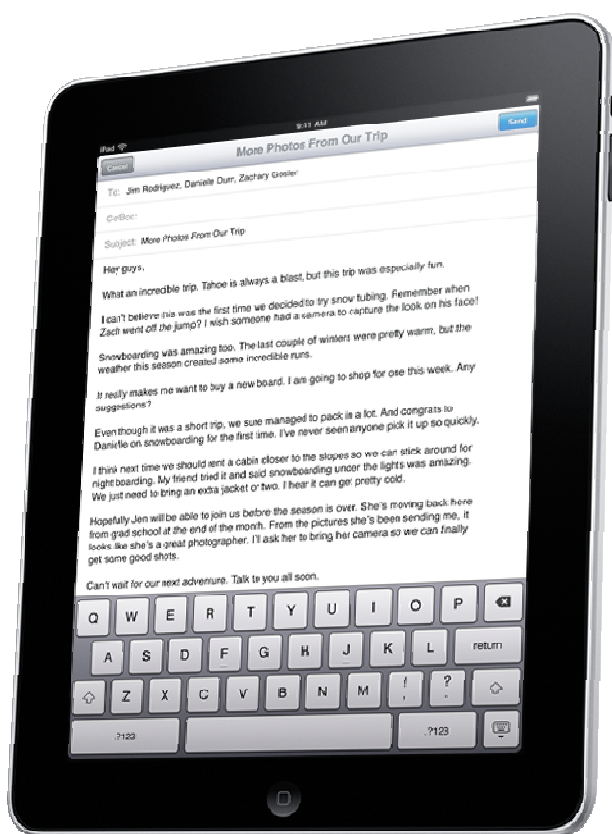 iPad 9:41 AM
Cancel More Photos From Our Trip Send
To: Jim Rodriguez, Danielle Durr, Zachary Gosler
Cc/Bcc:
Subject: More Photos From Our Trip
Hey guys,
What an incredible trip. Tahoe is always a blast, but this trip was especially fun.
I can't believe this was the first time we decided to try snow tubing. Remember when
Zach went off the jump? I wish someone had a camera to capture the look on his face!
Snowboarding was amazing too. The last couple of winters were pretty warm, but the
weather this season created some incredible runs.
It really makes me want to buy a new board. I am going to shop for one this week. Any
suggestions?
Even though it was a short trip, we sure managed to pack in a lot. And congrats to
Danielle on snowboarding for the first time. I've never seen anyone pick it up so quickly.
I think next time we should rent a cabin closer to the slopes so we can stick around for
night boarding. My friend tried it and said snowboarding under the lights was amazing.
We just need to bring an extra jacket or two. I hear it can get pretty cold.
Hopefully Jen will be able to join us before the season is over. She's moving back here
from grad school at the end of the month. From the pictures she's been sending me, it
looks like she's a great photographer. I'll ask her to bring her camera so we can finally
get some good shots.
Can't wait for our next adventure. Talk to you all soon.
Q W E R T Y U I O P
A S D F G H J K L return
Z X C V B N M ! , ? .
.?123 .?123